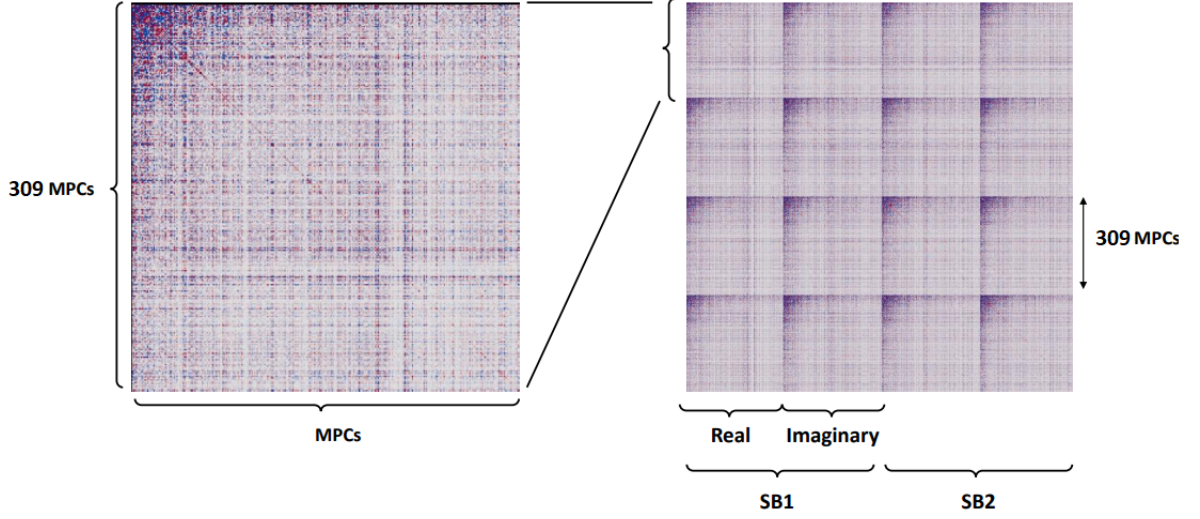 309 MPCs
MPCs
309 MPCs
Real
Imaginary
SB1
SB2